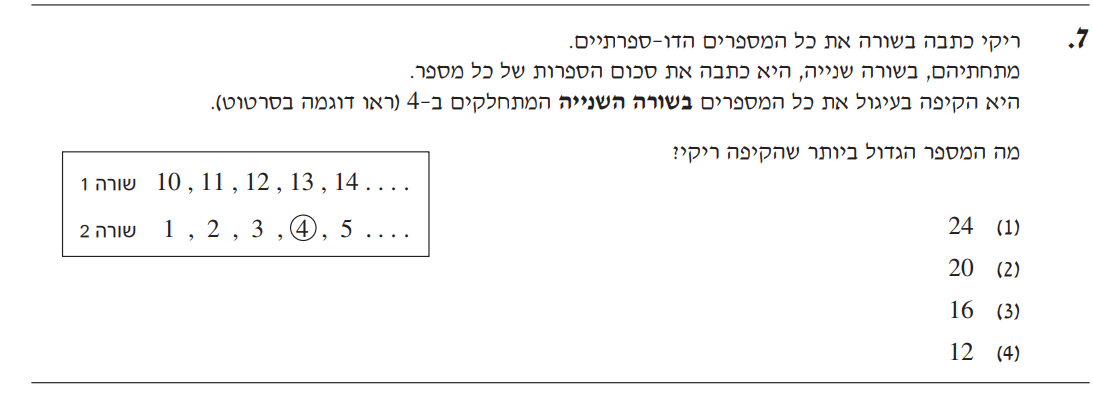 7. ריקי כתבה בשורה את כל המספרים הדו-ספרתיים.
מתחתיהם, בשורה שנייה, היא כתבה את סכום הספרות של כל מספר.
היא הקיפה בעיגול את כל המספרים בשורה השנייה המתחלקים ב-4 (ראו דוגמה בסרטוט).
מה המספר הגדול ביותר שהקיפה ריקי?
שורה 1 10 , 11 , 12 , 13 , 14 . . . .
שורה 2 1 , 2 , 3 , 4 , 5 . . . .
(1) 24
(2) 20
(3) 16
(4) 12